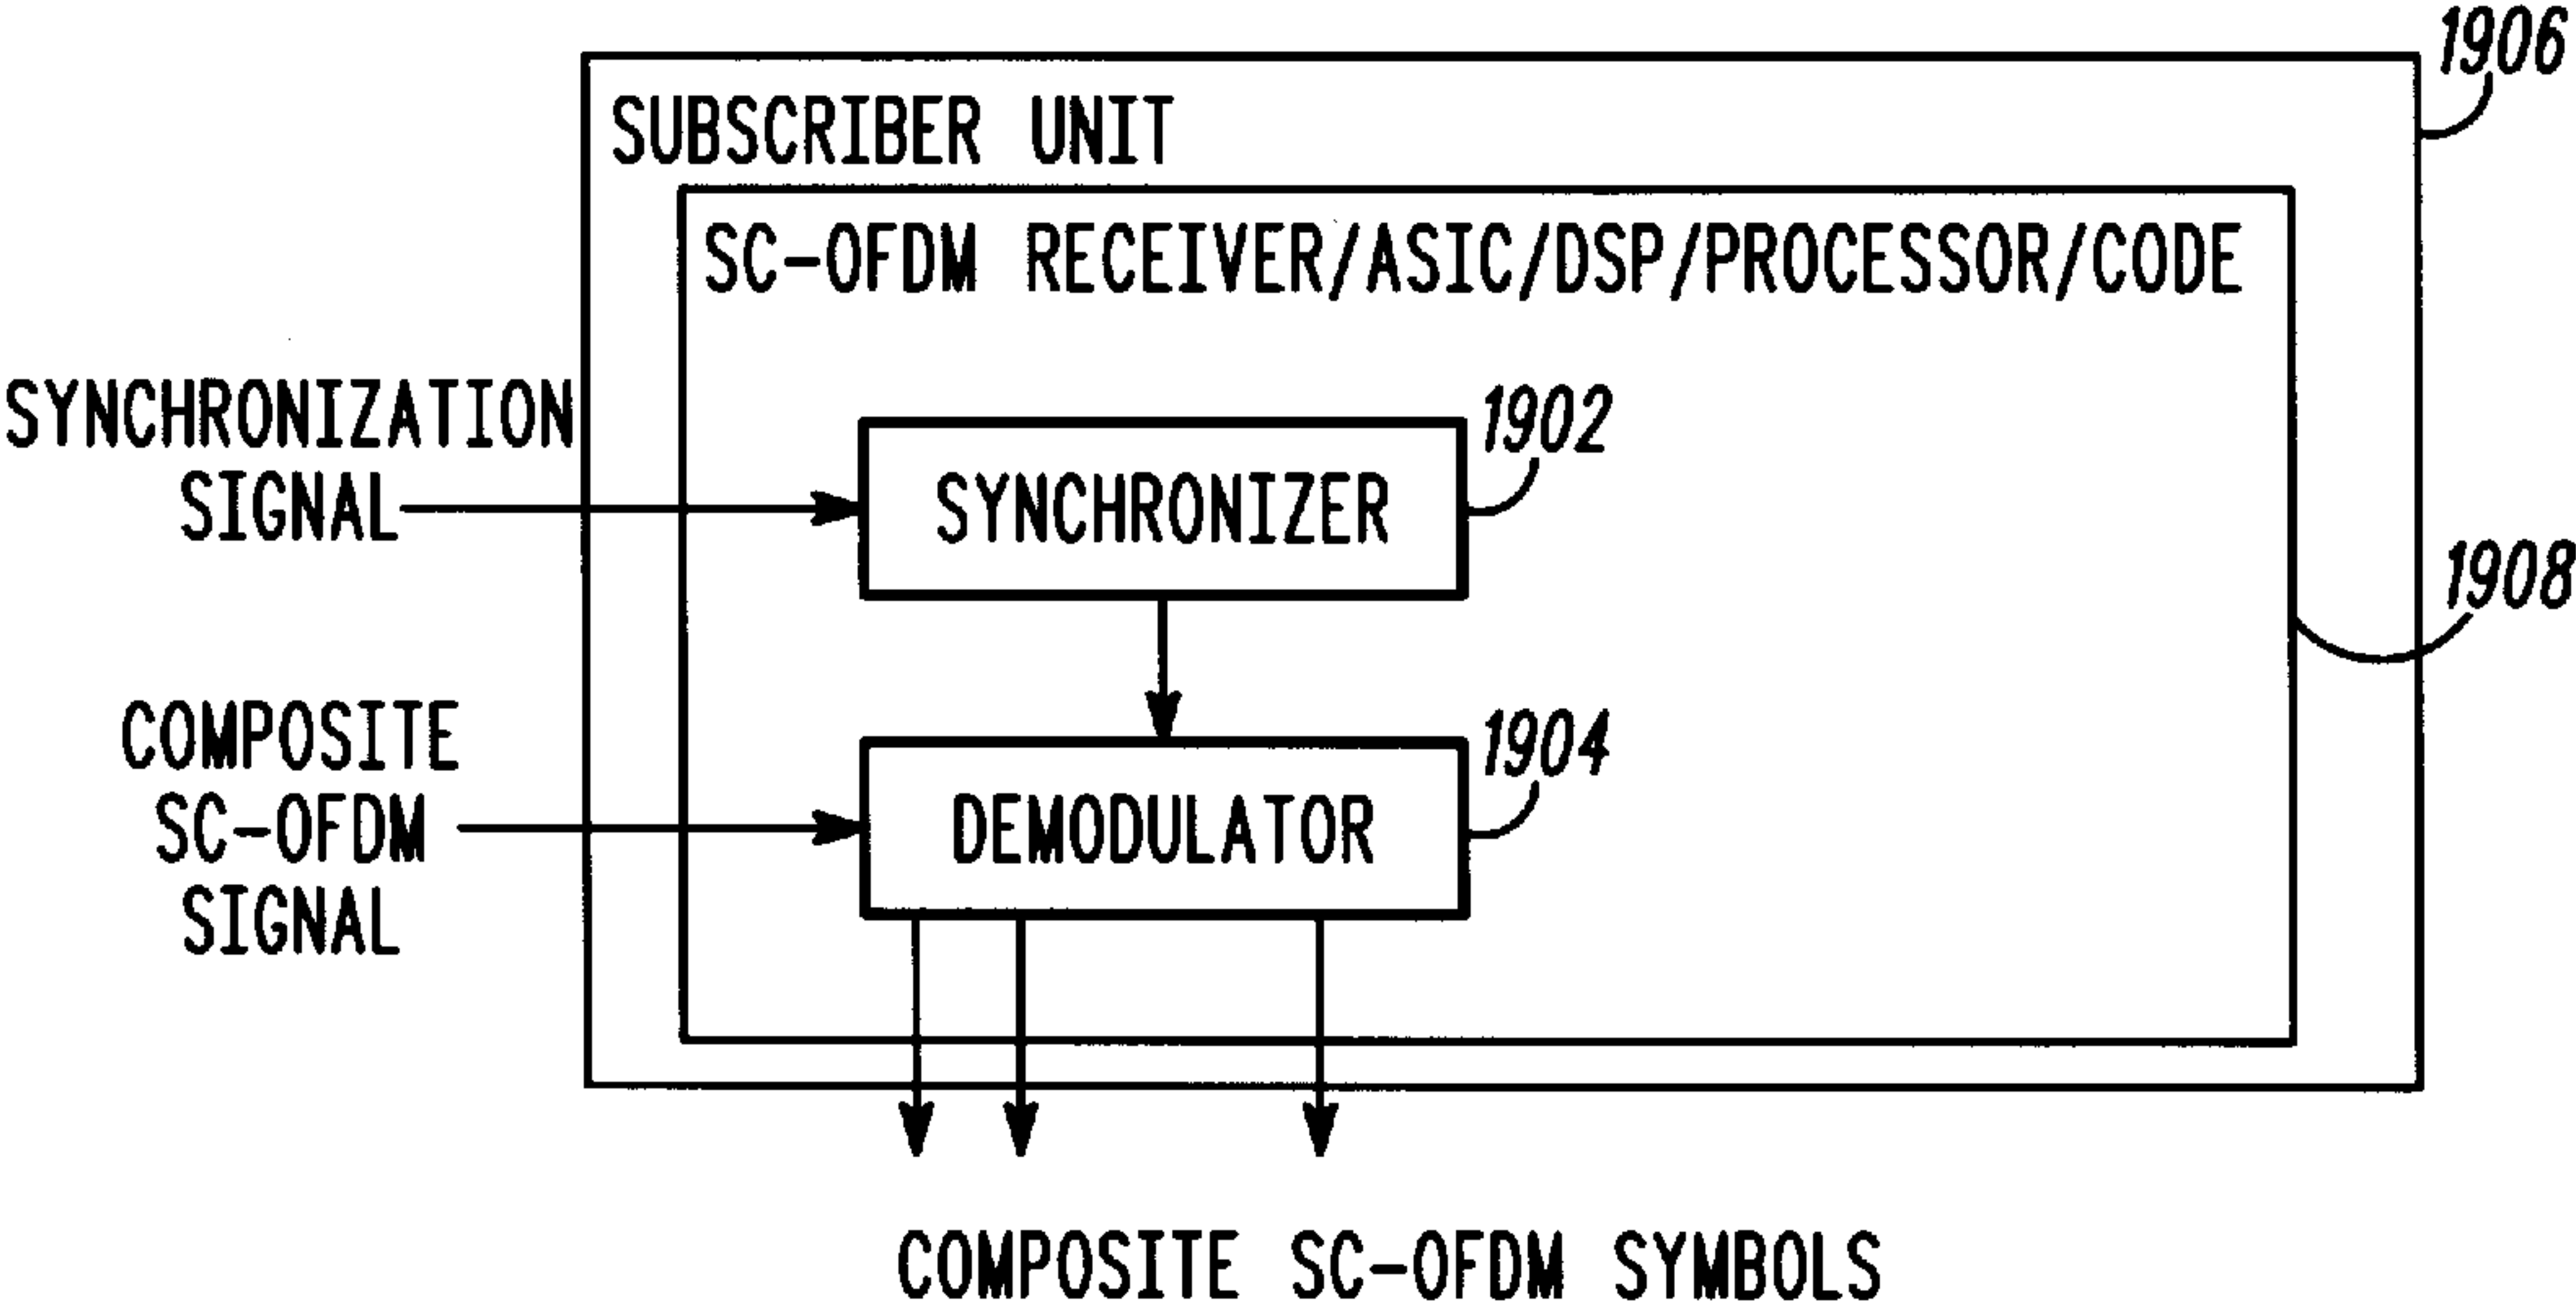 1906
SUBSCRIBER UNIT
SC-OFDM RECEIVER/ASIC/DSP/PROCESSOR/CODE
SYNCHRONIZATION
SIGNAL
1902
SYNCHRONIZER
1908
COMPOSITE
SC-OFDM
SIGNAL
1904
DEMODULATOR
COMPOSITE SC-OFDM SYMBOLS